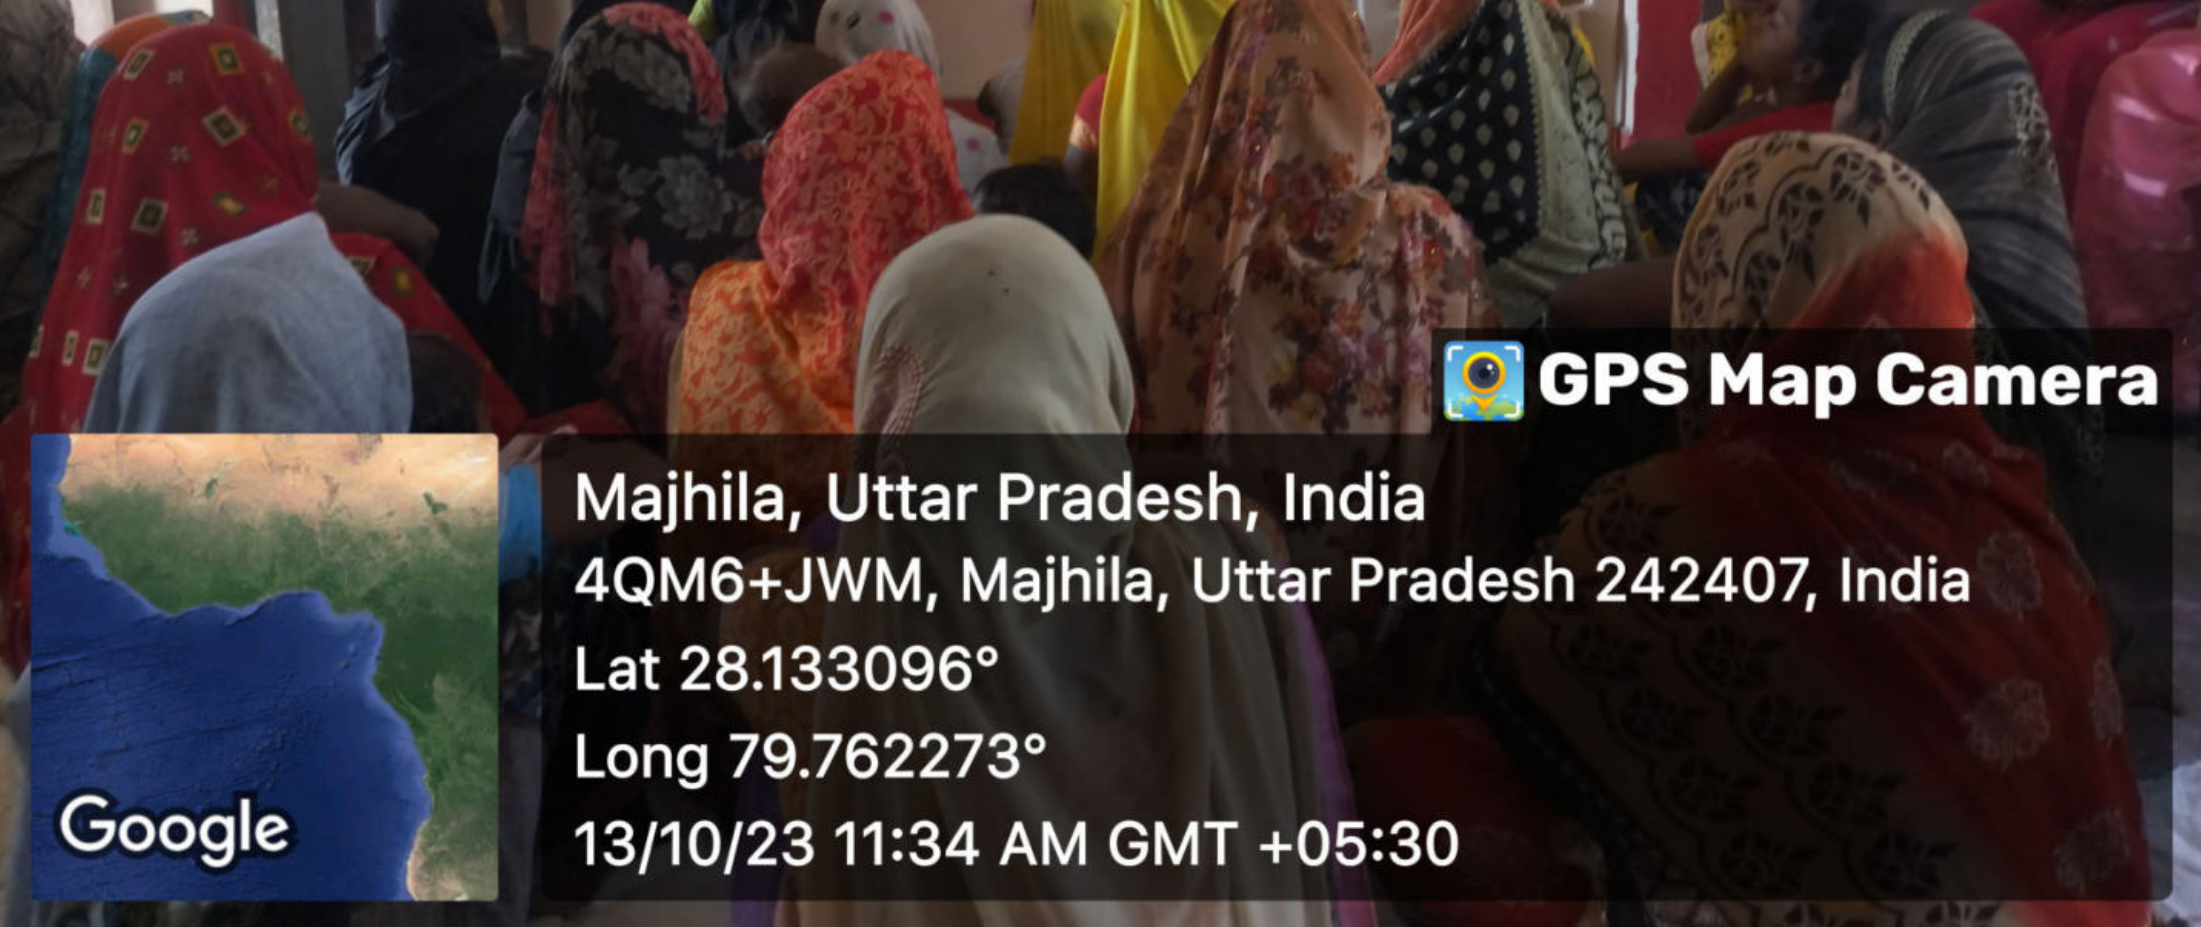 GPS Map Camera
Majhila, Uttar Pradesh, India
4QM6+JWM, Majhila, Uttar Pradesh 242407, India
Lat 28.133096°
Long 79.762273°
13/10/23 11:34 AM GMT +05:30
Google